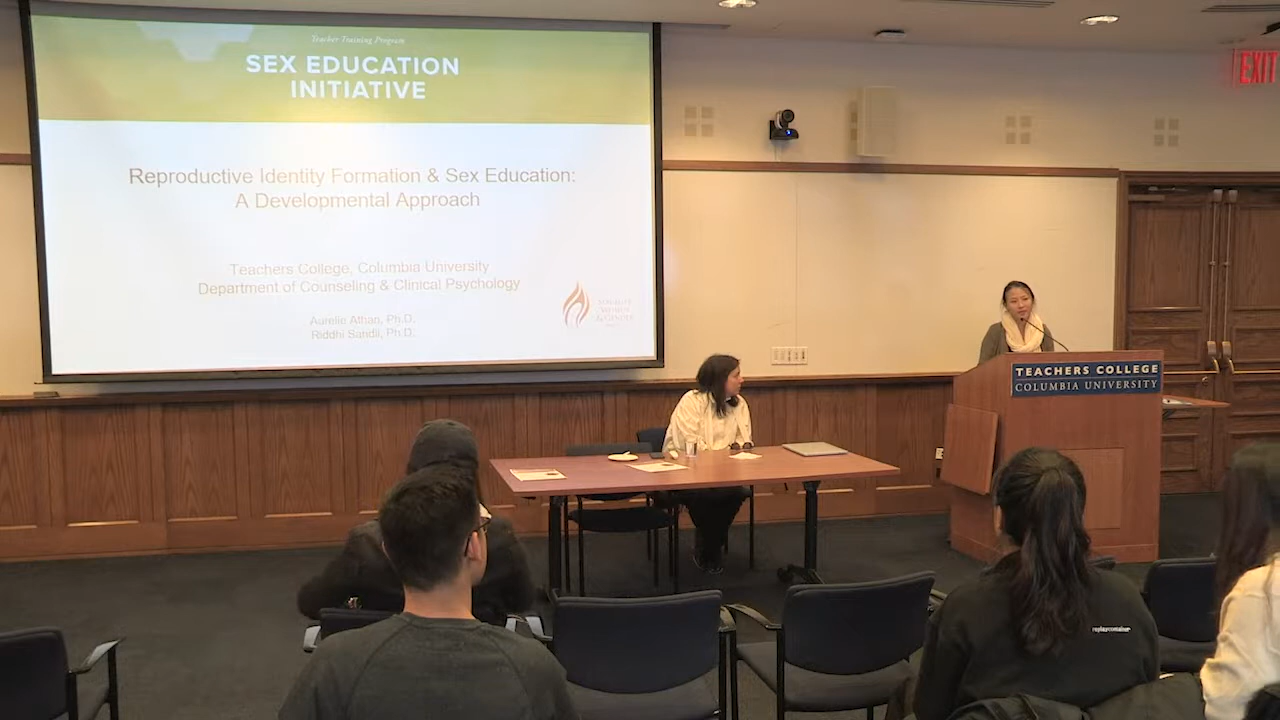 Teacher Training Program
SEX EDUCATION
INITIATIVE
Reproductive Identity Formation & Sex Education:
A Developmental Approach
Teachers College, Columbia University
Department of Counseling & Clinical Psychology
Aurelie Athan, Ph.D.
Riddhi Sandil, Ph.D.
& GENDER
EXIT
TEACHERS COLLEGE
COLUMBIA UNIVERSITY